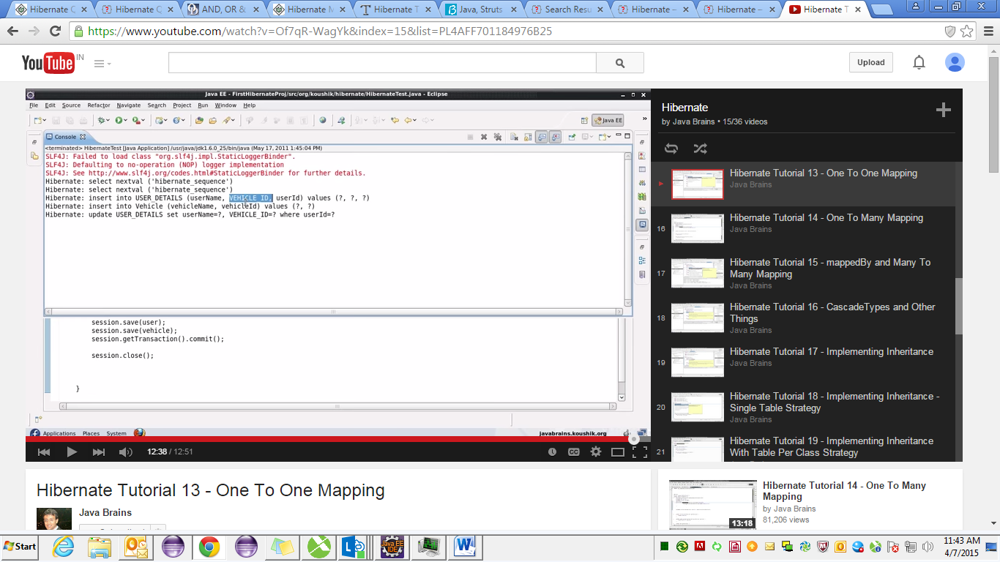 Hibernate C
Hibernate Q
AND, OR &
Hibernate M
Hibernate T
Java, Struts
Search Resu
Hibernate –
Hibernate –
Hibernate T
https://www.youtube.com/watch?v=Of7qR-WagYk&index=15&list=PL4AFF701184976B25
YouTube IN
Upload
Java EE - FirstHibernateProj/src/org/koushik/hibernate/HibernateTest.java - Eclipse
File Edit Source Refactor Navigate Search Project Run Window Help
Java EE
Console
<terminated> HibernateTest [Java Application] /usr/java/jdk1.6.0_25/bin/java (May 17, 2011 1:45:04 PM)
SLF4J: Failed to load class "org.slf4j.impl.StaticLoggerBinder".
SLF4J: Defaulting to no-operation (NOP) logger implementation
SLF4J: See http://www.slf4j.org/codes.html#StaticLoggerBinder for further details.
Hibernate: select nextval ('hibernate_sequence')
Hibernate: select nextval ('hibernate_sequence')
Hibernate: insert into USER_DETAILS (userName, VEHICLE_ID, userId) values (?, ?, ?)
Hibernate: insert into Vehicle (vehicleName, vehicleId) values (?, ?)
Hibernate: update USER_DETAILS set userName=?, VEHICLE_ID=? where userId=?
session.save(user);
session.save(vehicle);
session.getTransaction().commit();
session.close();
}
Applications Places System
javabrains.koushik.org
12:38 / 12:51
CC
Hibernate
by Java Brains • 15/36 videos
Hibernate Tutorial 13 - One To One Mapping
Java Brains
16
Hibernate Tutorial 14 - One To Many Mapping
Java Brains
17
Hibernate Tutorial 15 - mappedBy and Many To
Many Mapping
Java Brains
18
Hibernate Tutorial 16 - CascadeTypes and Other
Things
Java Brains
19
Hibernate Tutorial 17 - Implementing Inheritance
Java Brains
20
Hibernate Tutorial 18 - Implementing Inheritance -
Single Table Strategy
Java Brains
21
Hibernate Tutorial 19 - Implementing Inheritance
With Table Per Class Strategy
Java Brains
Hibernate Tutorial 13 - One To One Mapping
Java Brains
13:18
Hibernate Tutorial 14 - One To Many
Mapping
by Java Brains
81,206 views
Start
Java EE
IDE
11:43 AM
4/7/2015